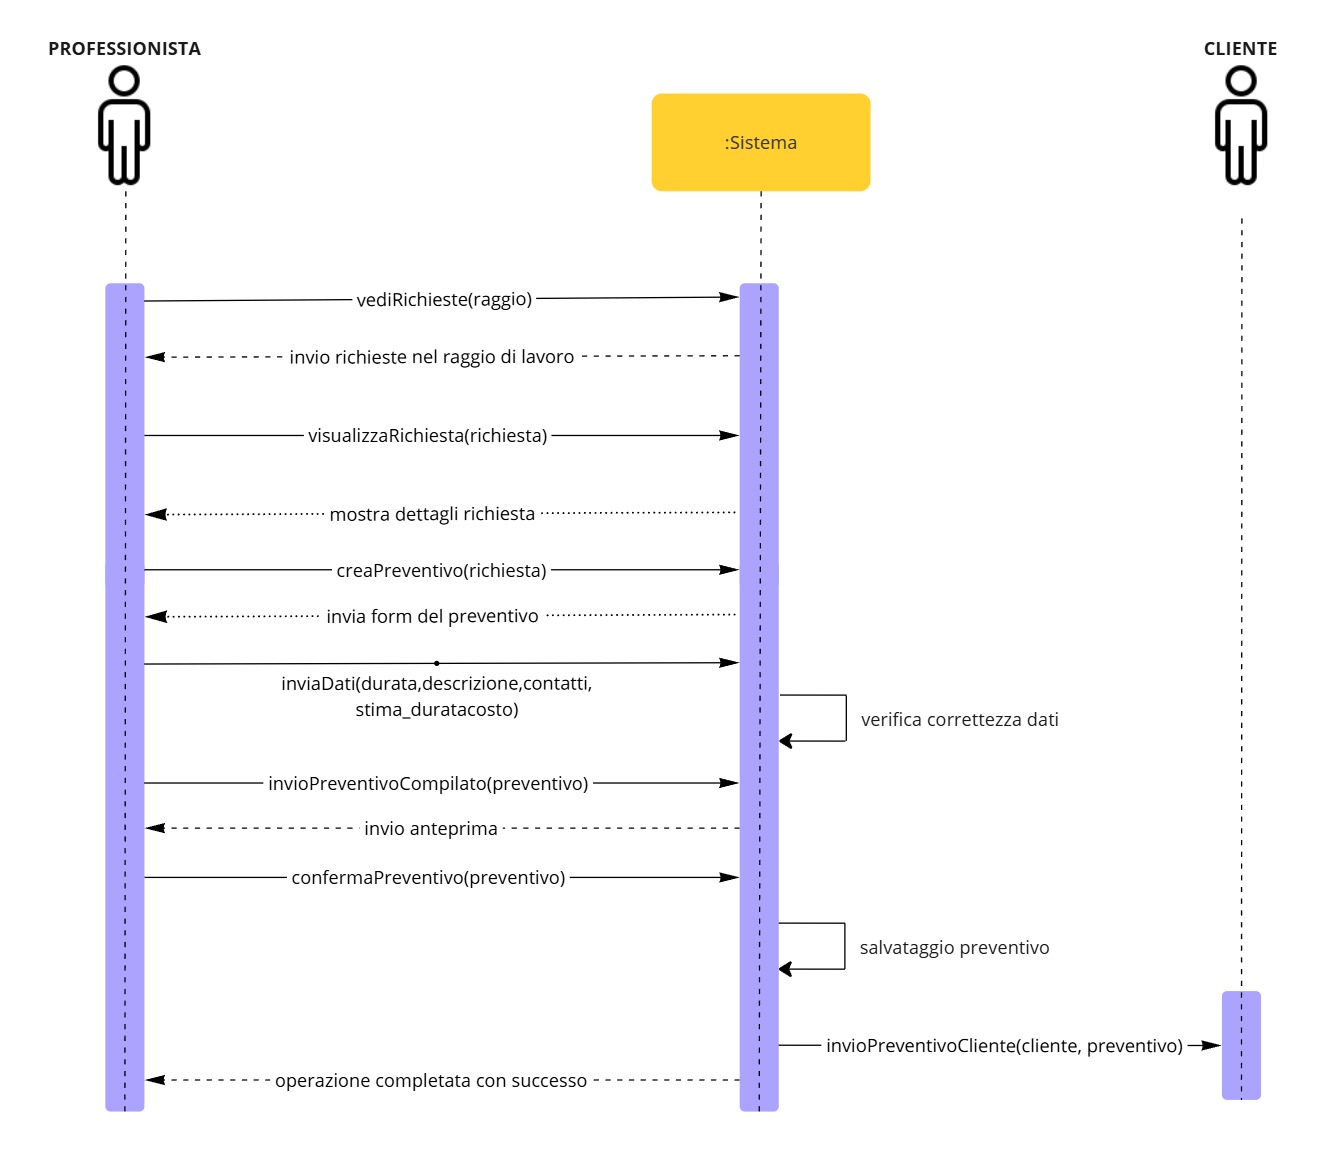 PROFESSIONISTA
CLIENTE
:Sistema
vediRichieste(raggio)
invio richieste nel raggio di lavoro
visualizzaRichiesta(richiesta)
mostra dettagli richiesta
creaPreventivo(richiesta)
invia form del preventivo
inviaDati(durata,descrizione,contatti,
stima_duratacosto)
verifica correttezza dati
invioPreventivoCompilato(preventivo)
invio anteprima
confermaPreventivo(preventivo)
salvataggio preventivo
invioPreventivoCliente(cliente, preventivo)
operazione completata con successo